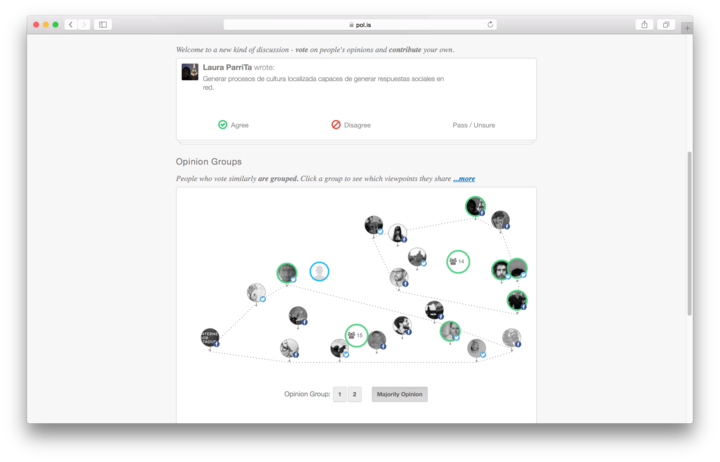 pol.is
Welcome to a new kind of discussion - vote on people's opinions and contribute your own.
Laura ParriTa wrote:
Generar procesos de cultura localizada capaces de generar respuestas sociales en
red.
Agree
Disagree
Pass / Unsure
Opinion Groups
People who vote similarly are grouped. Click a group to see which viewpoints they share ...more
14
15
Opinion Group:
1
2
Majority Opinion